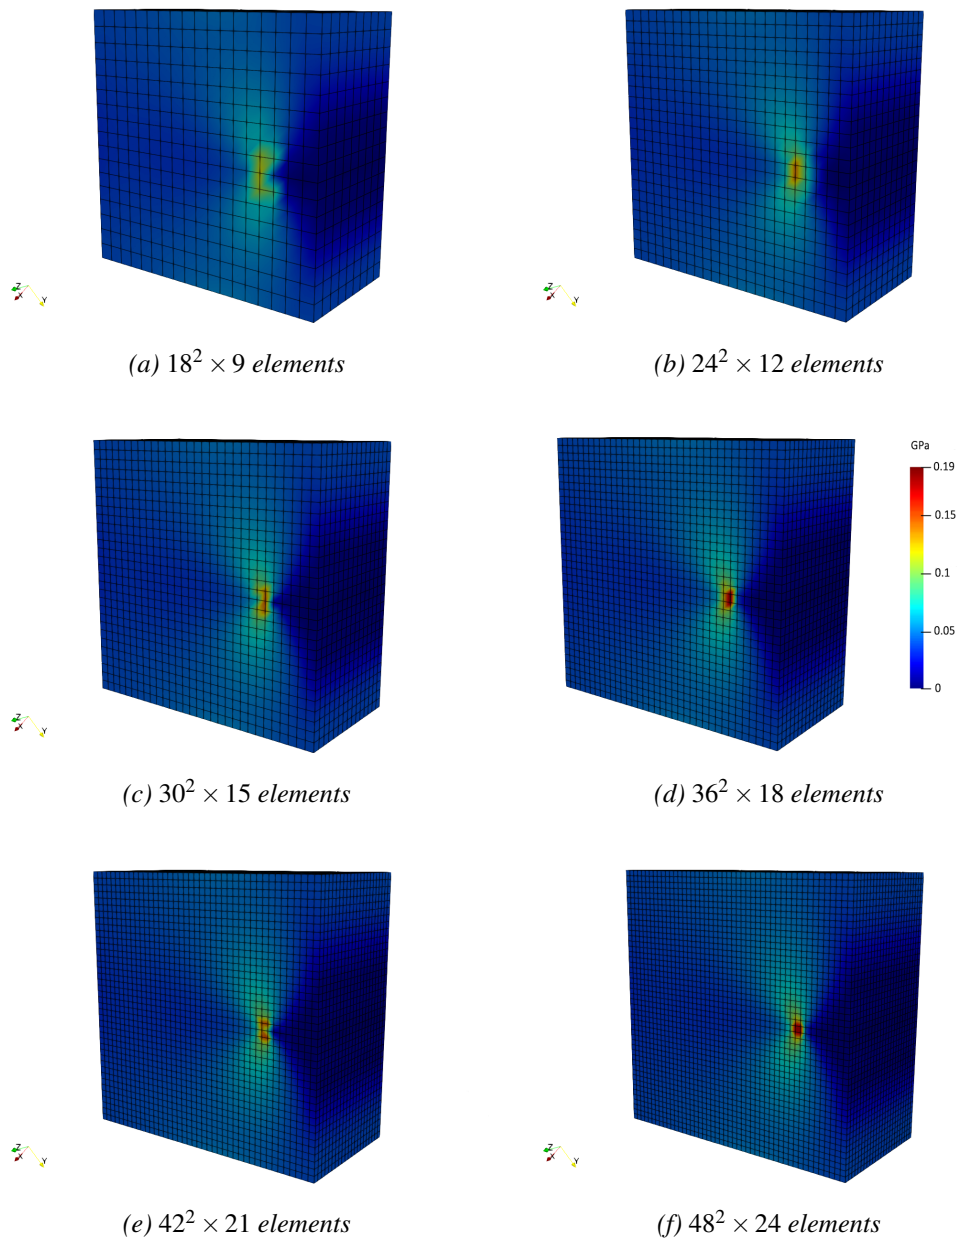 Z
X
Y
Z
X
Y
(a) 18² × 9 elements
(b) 24² × 12 elements
GPa
0.19
0.15
0.1
0.05
0
Z
X
Y
(c) 30² × 15 elements
(d) 36² × 18 elements
Z
X
Y
Z
X
Y
(e) 42² × 21 elements
(f) 48² × 24 elements